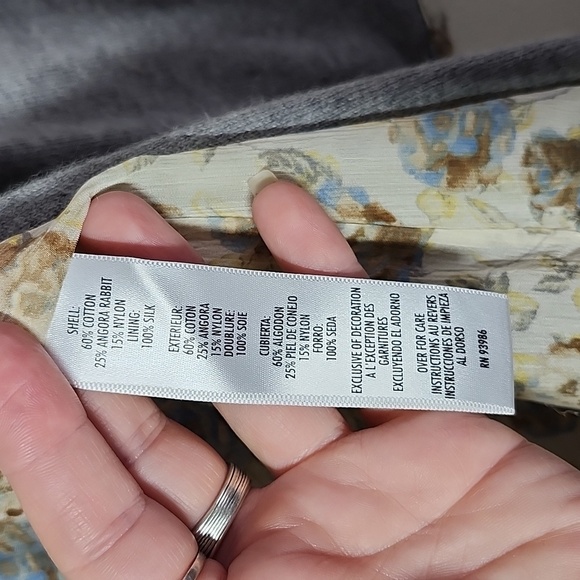 SHELL:
60% COTTON
25% ANGORA RABBIT
15% NYLON
LINING:
100% SILK
EXTERIEUR:
60% COTON
25% ANGORA
15% NYLON
DOUBLURE:
100% SOIE
CUBIERTA:
60% ALGODON
25% PIEL DE CONEJO
15% NYLON
FORRO:
100% SEDA
EXCLUSIVE OF DECORATION
A L'EXCEPTION DES
GARNITURES
EXCLUYENDO EL ADORNO
OVER FOR CARE
INSTRUCTIONS AU REVERS
INSTRUCCIONES DE IMPEZA
AL DORSO
RN 93986